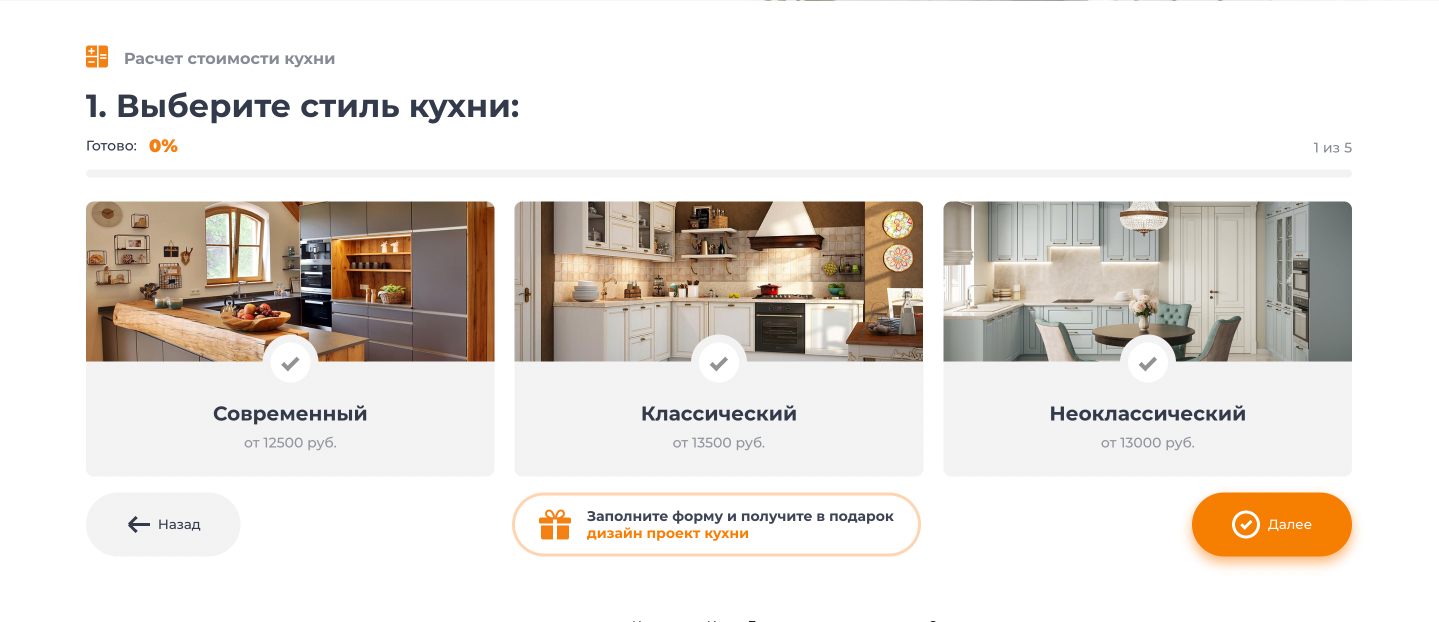 Расчет стоимости кухни
1. Выберите стиль кухни:
Готово: 0%
1 из 5
Современный
от 12500 руб.
Классический
от 13500 руб.
Неоклассический
от 13000 руб.
Назад
Заполните форму и получите в подарок
дизайн проект кухни
Далее